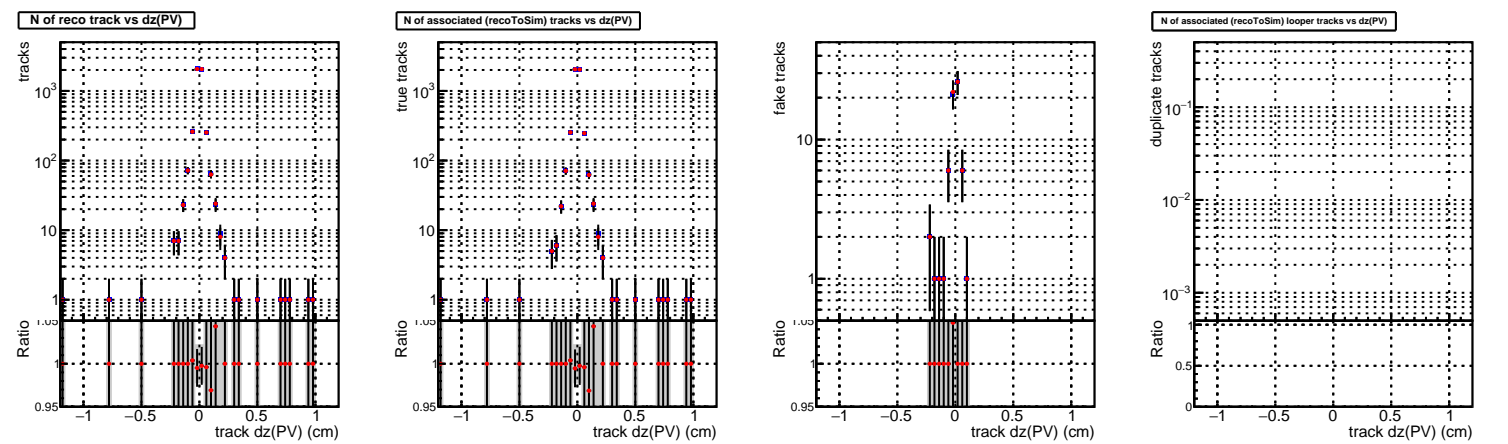 N of reco track vs dz(PV)
tracks
10³
10²
10
1
Ratio
1.05
1
0.95
−1 −0.5 0 0.5 1
track dz(PV) (cm)
N of associated (recoToSim) tracks vs dz(PV)
true tracks
10³
10²
10
1
Ratio
1.05
1
0.95
−1 −0.5 0 0.5 1
track dz(PV) (cm)
fake tracks
10
1
Ratio
1.05
1
0.95
−1 −0.5 0 0.5 1
track dz(PV) (cm)
N of associated (recoToSim) looper tracks vs dz(PV)
duplicate tracks
10⁻¹
10⁻²
10⁻³
Ratio
1
0.5
0
−1 −0.5 0 0.5 1
track dz(PV) (cm)